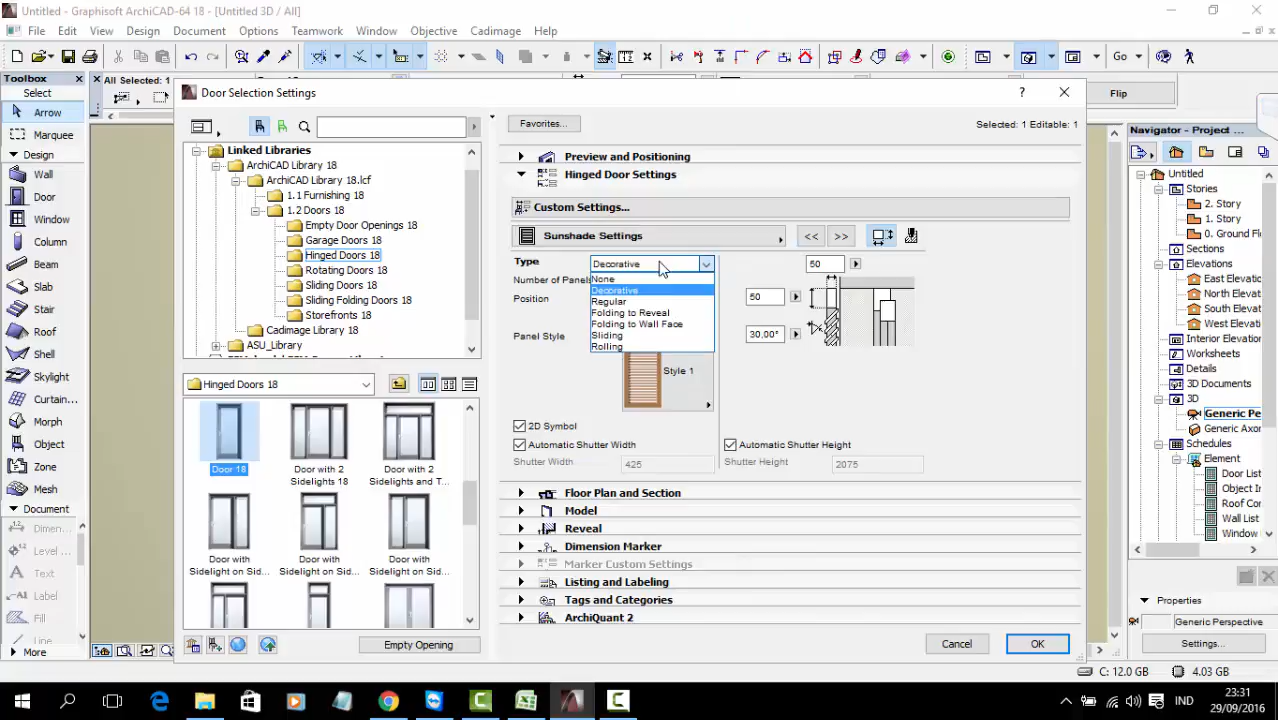 Untitled - Graphisoft ArchiCAD-64 18 - [Untitled 3D / All]
File Edit View Design Document Options Teamwork Window Objective Cadimage Help
Go
Toolbox
Select
Arrow
Marquee
Design
Wall
Door
Window
Column
Beam
Slab
Stair
Roof
Shell
Skylight
Curtain...
Morph
Object
Zone
Mesh
Document
Dimen...
Level ...
Text
Label
Fill
Line
More
All Selected: 1
Flip
Door Selection Settings
?
Linked Libraries
ArchiCAD Library 18
ArchiCAD Library 18.lcf
1.1 Furnishing 18
1.2 Doors 18
Empty Door Openings 18
Garage Doors 18
Hinged Doors 18
Rotating Doors 18
Sliding Doors 18
Sliding Folding Doors 18
Storefronts 18
Cadimage Library 18
ASU_Library
Hinged Doors 18
Door 18
Door with 2 Sidelights 18
Door with 2 Sidelights and T...
Door with Sidelight on Sid...
Door with Sidelight on Sid...
Door with Sidelight on Sid...
Empty Opening
Favorites...
Selected: 1 Editable: 1
Preview and Positioning
Hinged Door Settings
Custom Settings...
Sunshade Settings
<<
>>
Type
Decorative
50
Number of Panels
None
Decorative
Regular
Folding to Reveal
Folding to Wall Face
Sliding
Rolling
Position
50
Panel Style
30,00°
Style 1
2D Symbol
Automatic Shutter Width
Automatic Shutter Height
Shutter Width
425
Shutter Height
2075
Floor Plan and Section
Model
Reveal
Dimension Marker
Marker Custom Settings
Listing and Labeling
Tags and Categories
ArchiQuant 2
Cancel
OK
Navigator - Project ...
Untitled
Stories
2. Story
1. Story
0. Ground Fl
Sections
Elevations
East Elevation
North Elevat
South Elevat
West Elevati
Interior Elevation
Worksheets
Details
3D Documents
3D
Generic Pe
Generic Axon
Schedules
Element
Door List
Object In
Roof Com
Wall List
Window
Properties
Generic Perspective
Settings...
C: 12.0 GB
4.03 GB
IND
23:31
29/09/2016